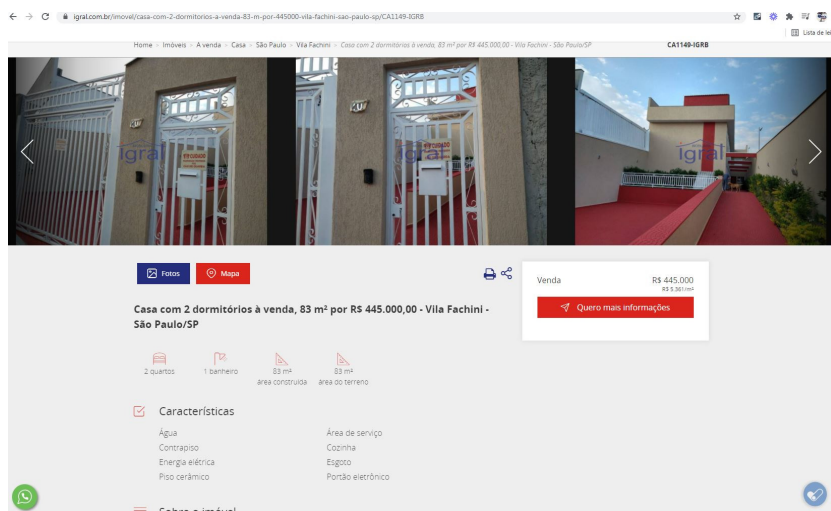 igral.com.br/imovel/casa-com-2-dormitorios-a-venda-83-m-por-445000-vila-fachini-sao-paulo-sp/CA1149-IGRB
Lista de lei
Home > Imóveis > A venda > Casa > São Paulo > Vila Fachini > Casa com 2 dormitórios à venda, 83 m² por R$ 445.000,00 - Vila Fachini - São Paulo/SP
CA1149-IGRB
CUIDADO
CUIDADO
igral
igral
igral
Fotos
Mapa
Venda
R$ 445.000
R$ 5.361/m²
Quero mais informações
Casa com 2 dormitórios à venda, 83 m² por R$ 445.000,00 - Vila Fachini -
São Paulo/SP
2 quartos
1 banheiro
83 m²
área construída
83 m²
área do terreno
Características
Água
Área de serviço
Contrapiso
Cozinha
Energia elétrica
Esgoto
Piso cerámico
Portão eletrônico
Sobre o imóvel